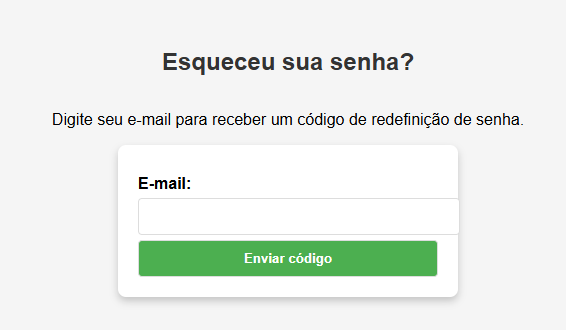 Esqueceu sua senha?
Digite seu e-mail para receber um código de redefinição de senha.
E-mail:
Enviar código